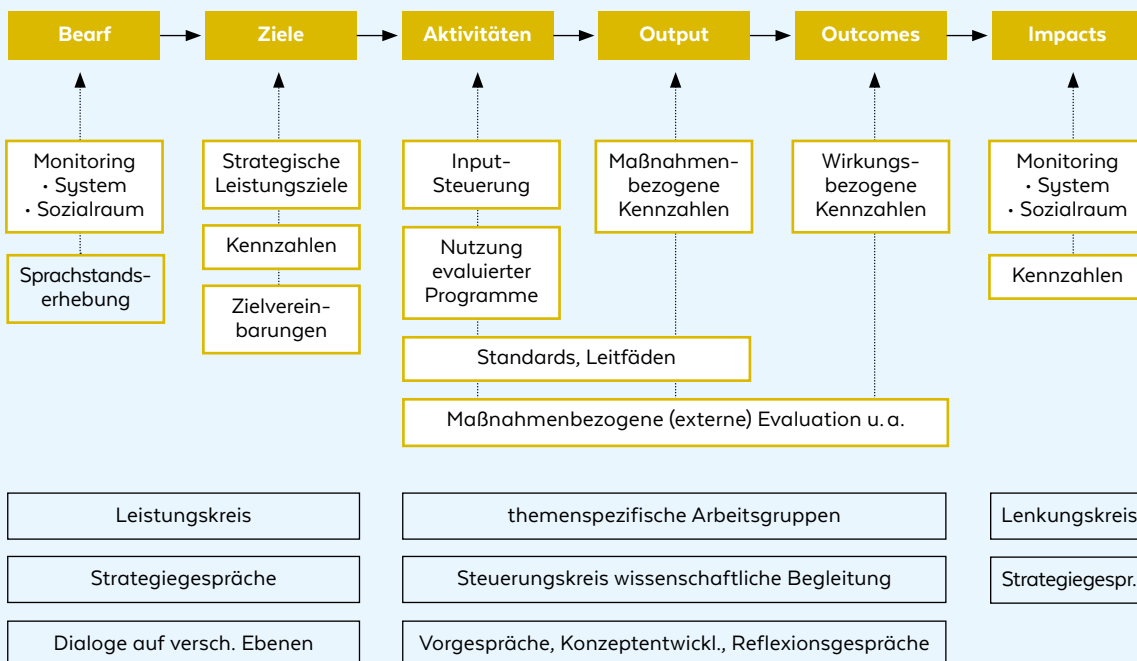 Bearf
Ziele
Aktivitäten
Output
Outcomes
Impacts
Monitoring
· System
· Sozialraum
Sprachstands-
erhebung
Strategische
Leistungsziele
Kennzahlen
Zielverein-
barungen
Input-
Steuerung
Nutzung
evaluierter
Programme
Maßnahmen-
bezogene
Kennzahlen
Wirkungs-
bezogene
Kennzahlen
Monitoring
· System
· Sozialraum
Kennzahlen
Standards, Leitfäden
Maßnahmenbezogene (externe) Evaluation u. a.
Leistungskreis
themenspezifische Arbeitsgruppen
Lenkungskreis
Strategiegespräche
Steuerungskreis wissenschaftliche Begleitung
Strategiegespr.
Dialoge auf versch. Ebenen
Vorgespräche, Konzeptentwickl., Reflexionsgespräche